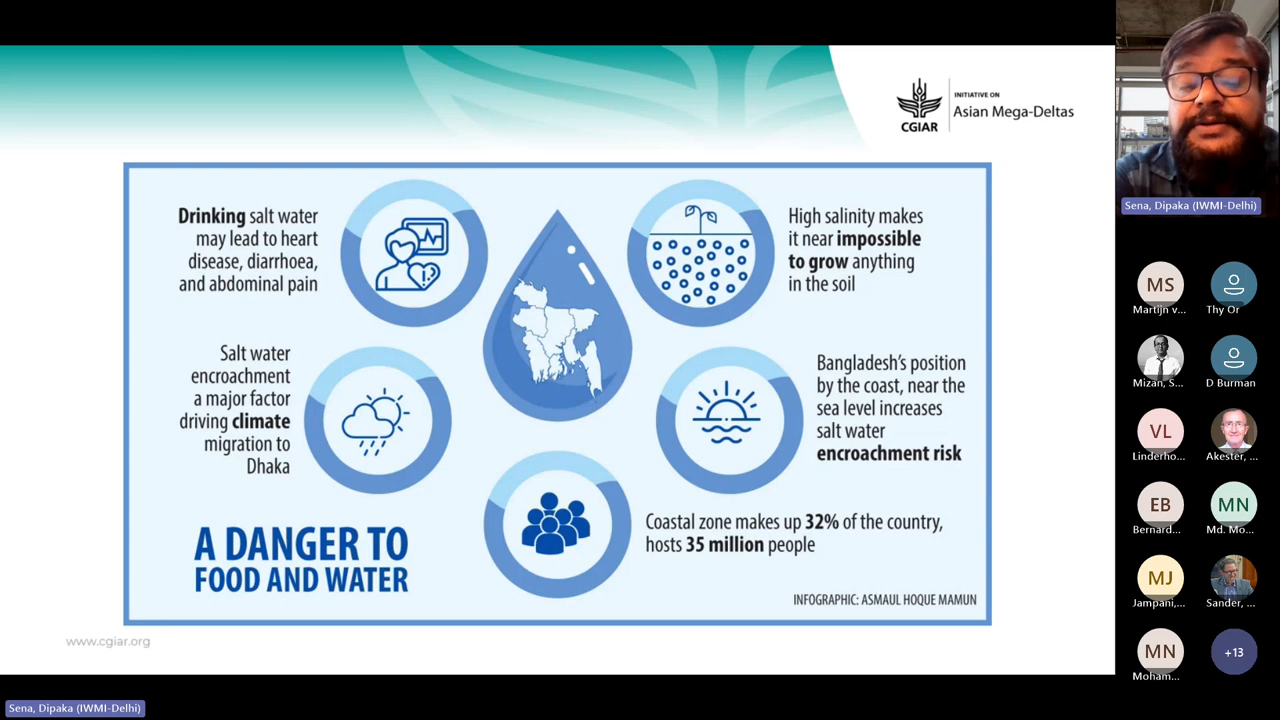 INITIATIVE ON
Asian Mega-Deltas
CGIAR
Drinking salt water
may lead to heart
disease, diarrhoea,
and abdominal pain
High salinity makes
it near impossible
to grow anything
in the soil
Salt water
encroachment
a major factor
driving climate
migration to
Dhaka
Bangladesh's position
by the coast, near the
sea level increases
salt water
encroachment risk
Coastal zone makes up 32% of the country,
hosts 35 million people
A DANGER TO
FOOD AND WATER
INFOGRAPHIC: ASMAUL HOQUE MAMUN
www.cgiar.org
Sena, Dipaka (IWMI-Delhi)
Sena, Dipaka (IWMI-Delhi)
MS
Martijn v...
Thy Or
Mizan, S...
D Burman
VL
Linderho...
Akester, ...
EB
Bernard...
MN
Md. Mo...
MJ
Jampani,...
Sander, ...
MN
Moham...
+13